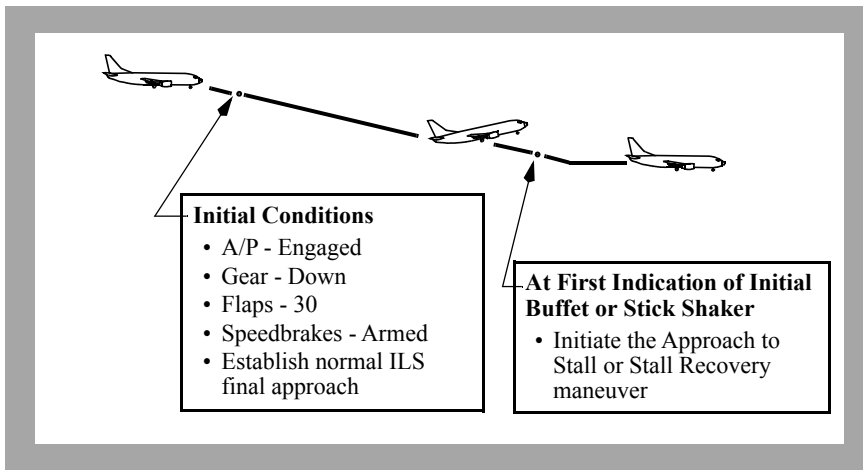 Initial Conditions
• A/P - Engaged
• Gear - Down
• Flaps - 30
• Speedbrakes - Armed
• Establish normal ILS
final approach
At First Indication of Initial
Buffet or Stick Shaker
• Initiate the Approach to
Stall or Stall Recovery
maneuver